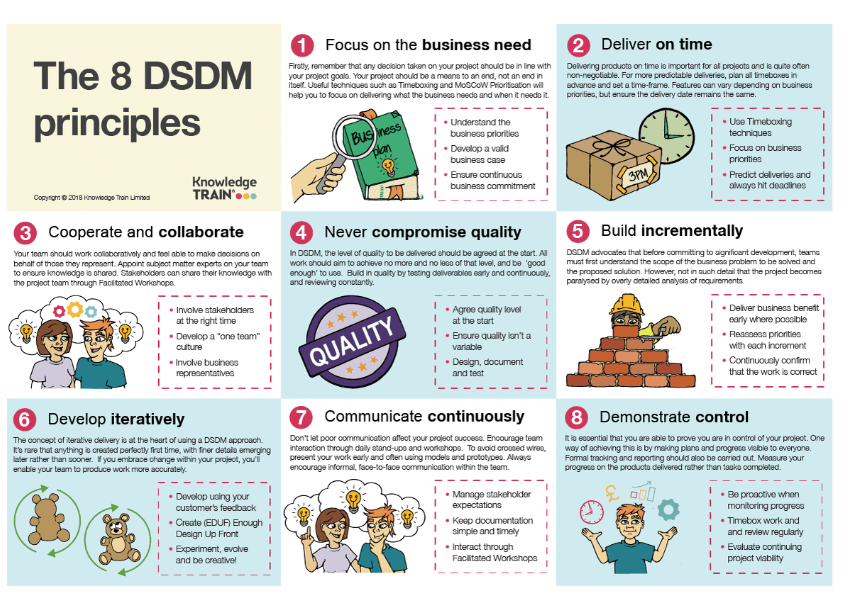 The 8 DSDM
principles
Copyright © 2018 Knowledge Train Limited
Knowledge
TRAIN
1 Focus on the business need
Firstly, remember that any decision taken on your project should be in line with
your project goals. Your project should be a means to an end, not an end in
itself. Useful techniques such as Timeboxing and MoSCoW Prioritisation will
help you to focus on delivering what the business needs and when it needs it.
Business
plan
• Understand the
business priorities
• Develop a valid
business case
• Ensure continuous
business commitment
2 Deliver on time
Delivering products on time is important for all projects and is quite often
non-negotiable. For more predictable deliveries, plan all timeboxes in
advance and set a time-frame. Features can vary depending on business
priorities, but ensure the delivery date remains the same.
3PM
• Use Timeboxing
techniques
• Focus on business
priorities
• Predict deliveries and
always hit deadlines
3 Cooperate and collaborate
Your team should work collaboratively and feel able to make decisions on
behalf of those they represent. Appoint subject matter experts on your team
to ensure knowledge is shared. Stakeholders can share their knowledge with
the project team through Facilitated Workshops.
• Involve stakeholders
at the right time
• Develop a “one team”
culture
• Involve business
representatives
4 Never compromise quality
In DSDM, the level of quality to be delivered should be agreed at the start. All
work should aim to achieve no more and no less of that level, and be ‘good
enough’ to use. Build in quality by testing deliverables early and continuously,
and reviewing constantly.
QUALITY
• Agree quality level
at the start
• Ensure quality isn’t a
variable
• Design, document
and test
5 Build incrementally
DSDM advocates that before committing to significant development, teams
must first understand the scope of the business problem to be solved and
the proposed solution. However, not in such detail that the project becomes
paralysed by overly detailed analysis of requirements.
• Deliver business benefit
early where possible
• Reassess priorities
with each increment
• Continuously confirm
that the work is correct
6 Develop iteratively
The concept of iterative delivery is at the heart of using a DSDM approach.
It’s rare that anything is created perfectly first time, with finer details emerging
later rather than sooner. If you embrace change within your project, you’ll
enable your team to produce work more accurately.
• Develop using your
customer’s feedback
• Create (EDUF) Enough
Design Up Front
• Experiment, evolve
and be creative!
7 Communicate continuously
Don’t let poor communication affect your project success. Encourage team
interaction through daily stand-ups and workshops. To avoid crossed wires,
present your work early and often using models and prototypes. Always
encourage informal, face-to-face communication within the team.
• Manage stakeholder
expectations
• Keep documentation
simple and timely
• Interact through
Facilitated Workshops
8 Demonstrate control
It is essential that you are able to prove you are in control of your project. One
way of achieving this is by making plans and progress visible to everyone.
Formal tracking and reporting should also be carried out. Measure your
progress on the products delivered rather than tasks completed.
£
• Be proactive when
monitoring progress
• Timebox work and
and review regularly
• Evaluate continuing
project viability